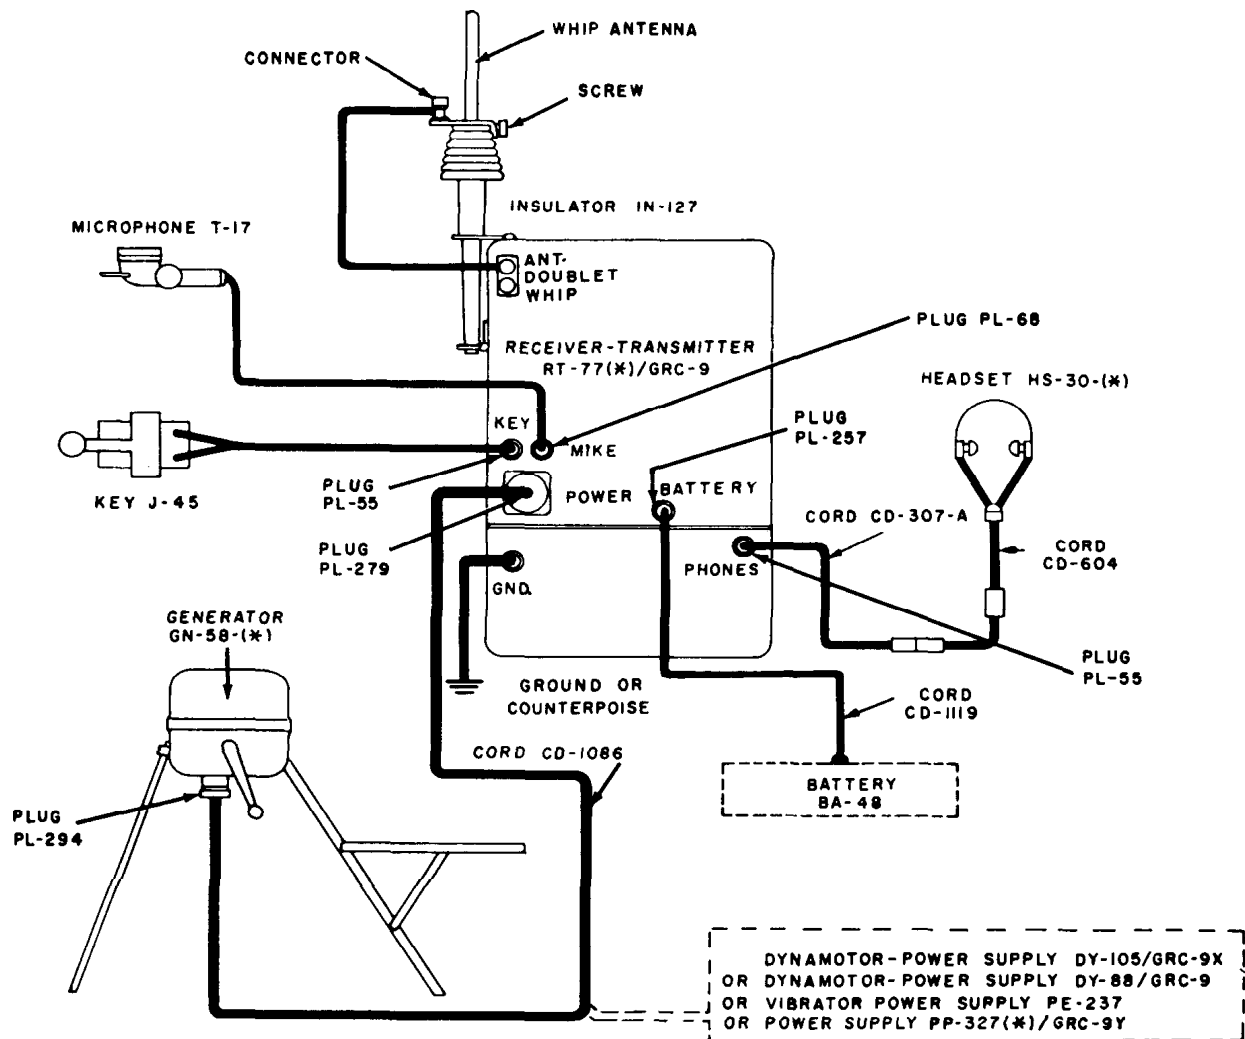 WHIP ANTENNA
CONNECTOR
SCREW
INSULATOR IN-127
MICROPHONE T-17
ANT-
DOUBLET
WHIP
PLUG PL-68
RECEIVER-TRANSMITTER
RT-77(*)/GRC-9
HEADSET HS-30-(*)
KEY
MIKE
PLUG
PL-257
KEY J-45
PLUG
PL-55
POWER
BATTERY
CORD CD-307-A
PLUG
PL-279
GND.
PHONES
CORD
CD-604
GENERATOR
GN-58-(*)
PLUG
PL-55
GROUND OR
COUNTERPOISE
CORD
CD-1119
CORD CD-1086
BATTERY
BA-48
PLUG
PL-294
DYNAMOTOR-POWER SUPPLY DY-105/GRC-9X
OR DYNAMOTOR-POWER SUPPLY DY-88/GRC-9
OR VIBRATOR POWER SUPPLY PE-237
OR POWER SUPPLY PP-327(*)/GRC-9Y